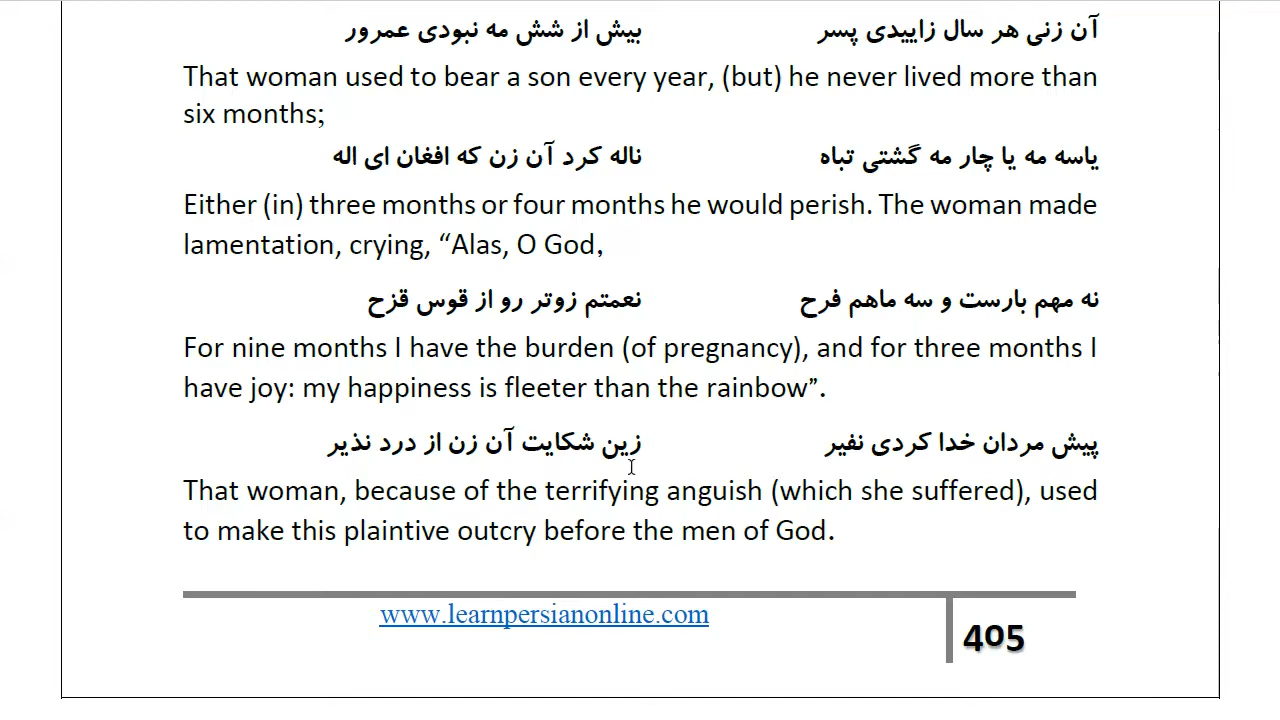 آن زنی هر سال زاییدی پسر بیش از شش مه نبودی عمرور
That woman used to bear a son every year, (but) he never lived more than
six months;
یاسه مه یا چار مه گشتی تباه ناله کرد آن زن که افغان ای اله
Either (in) three months or four months he would perish. The woman made
lamentation, crying, “Alas, O God,
نه مهم بارست و سه ماهم فرح نعمتم زوتر رو از قوس قزح
For nine months I have the burden (of pregnancy), and for three months I
have joy: my happiness is fleeter than the rainbow”.
پیش مردان خدا کردی نفیر زین شکایت آن زن از درد نذیر
That woman, because of the terrifying anguish (which she suffered), used
to make this plaintive outcry before the men of God.
www.learnpersianonline.com
405